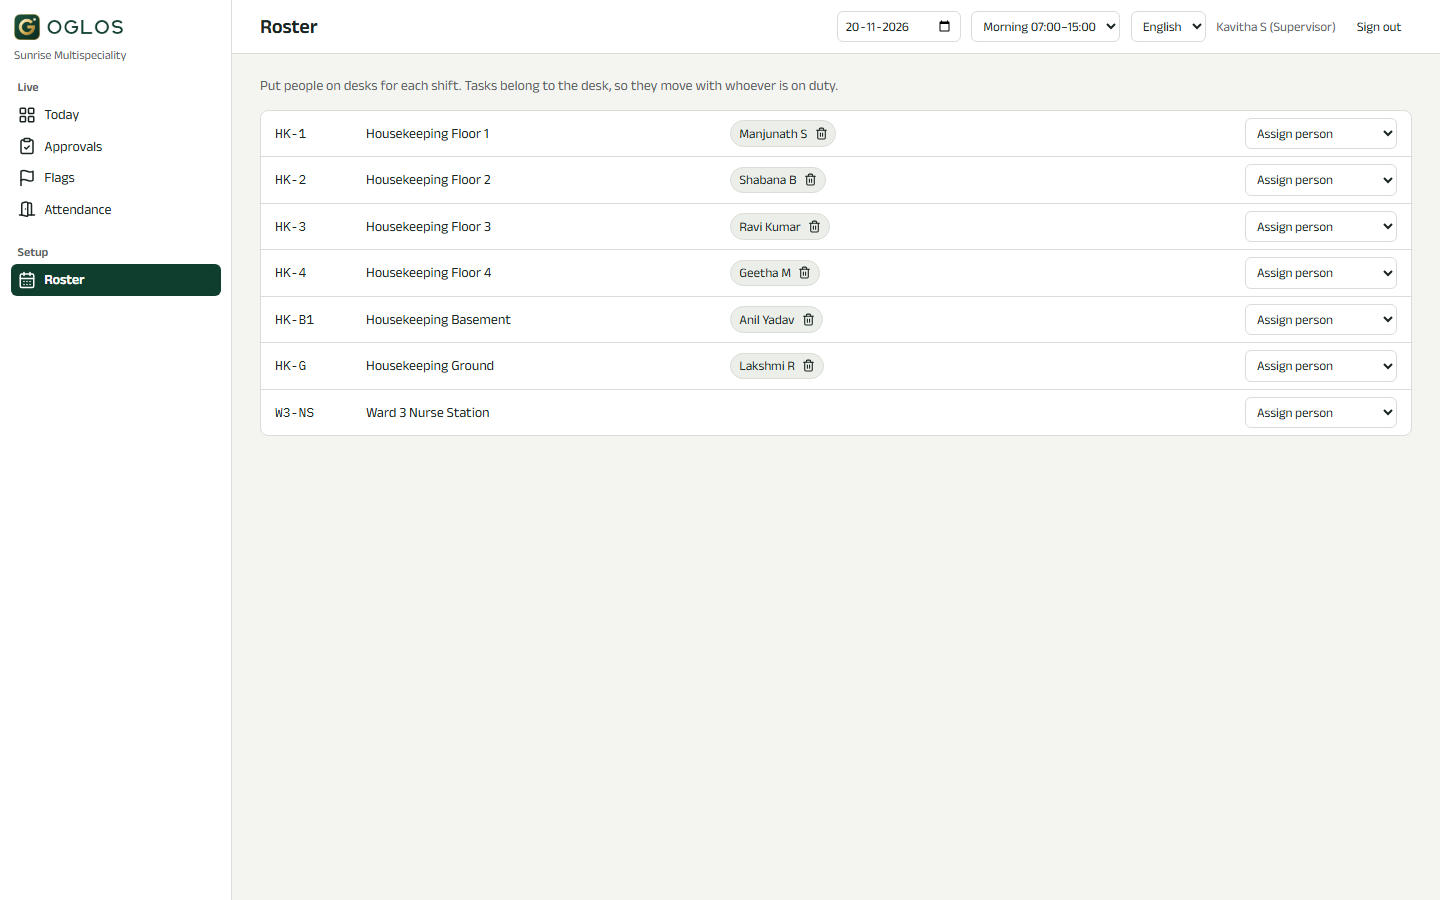 OGLOS
Sunrise Multispeciality
Live
Today
Approvals
Flags
Attendance
Setup
Roster
Roster
20-11-2026
Morning 07:00–15:00
English
Kavitha S (Supervisor)
Sign out
Put people on desks for each shift. Tasks belong to the desk, so they move with whoever is on duty.
HK-1 Housekeeping Floor 1 Manjunath S Assign person
HK-2 Housekeeping Floor 2 Shabana B Assign person
HK-3 Housekeeping Floor 3 Ravi Kumar Assign person
HK-4 Housekeeping Floor 4 Geetha M Assign person
HK-B1 Housekeeping Basement Anil Yadav Assign person
HK-G Housekeeping Ground Lakshmi R Assign person
W3-NS Ward 3 Nurse Station Assign person